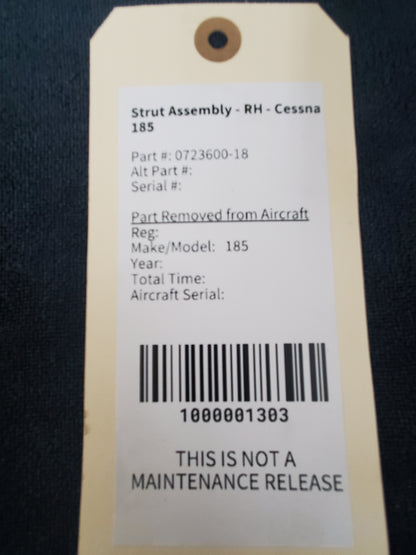 Strut Assembly - RH - Cessna
185
Part #: 0723600-18
Alt Part #:
Serial #:
Part Removed from Aircraft
Reg:
Make/Model: 185
Year:
Total Time:
Aircraft Serial:
1000001303
THIS IS NOT A
MAINTENANCE RELEASE